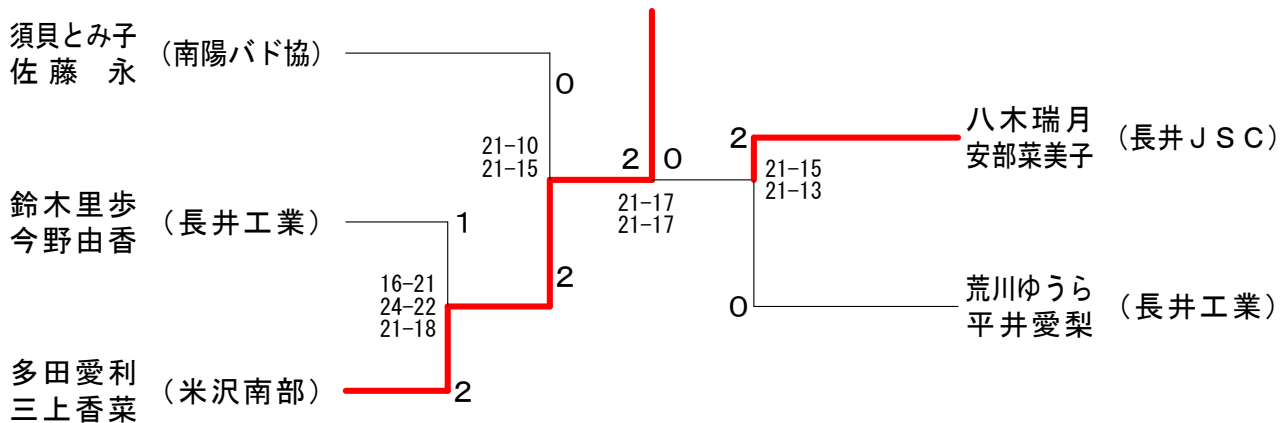 須貝とみ子
佐藤 永
（南陽バド協）
0
21-10
21-15
鈴木里歩
今野由香
（長井工業）
1
16-21
24-22
21-18
2
多田愛利
三上香菜
（米沢南部）
2
2 0
21-17
21-17
2
八木瑞月
安部菜美子
（長井ＪＳＣ）
21-15
21-13
0
荒川ゆうら
平井愛梨
（長井工業）